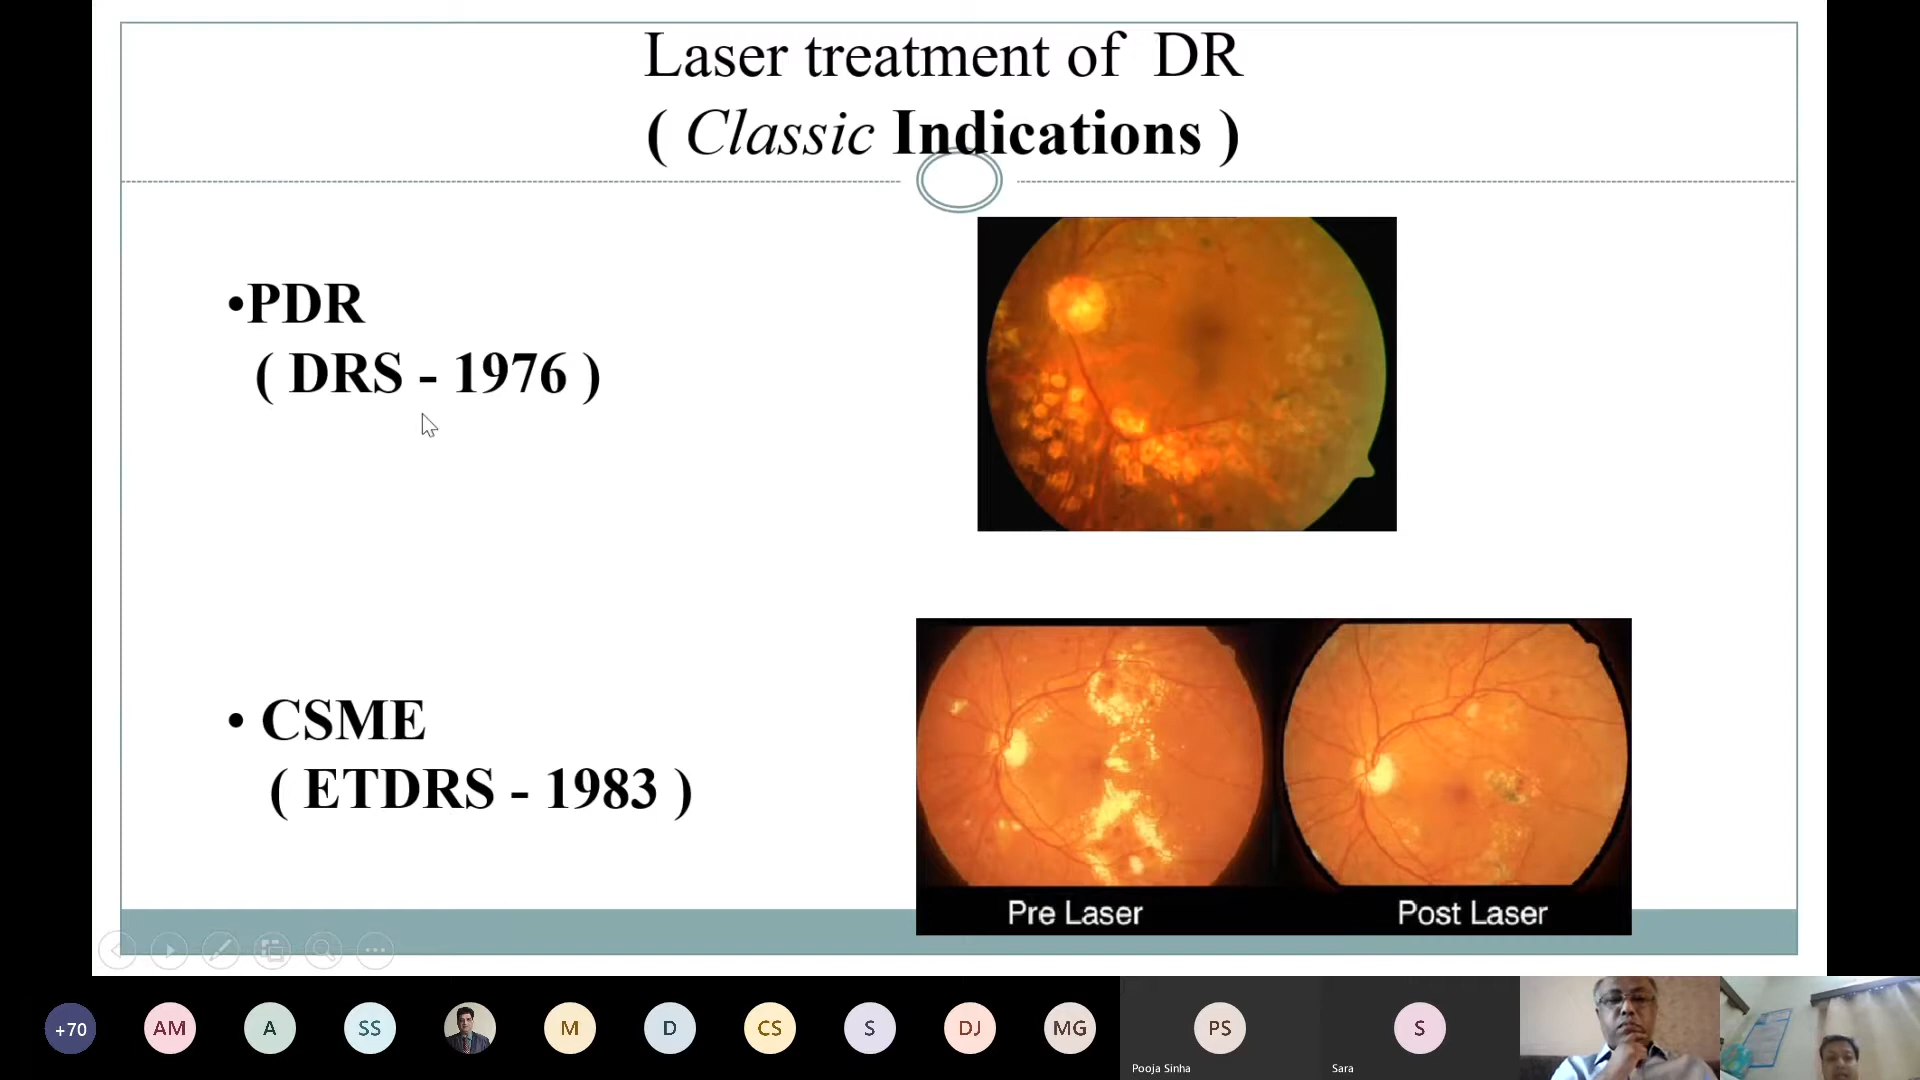 Laser treatment of DR
( Classic Indications )
•PDR
( DRS - 1976 )
• CSME
( ETDRS - 1983 )
Pre Laser
Post Laser
+70
AM
A
SS
M
D
CS
S
DJ
MG
PS
S
Pooja Sinha
Sara